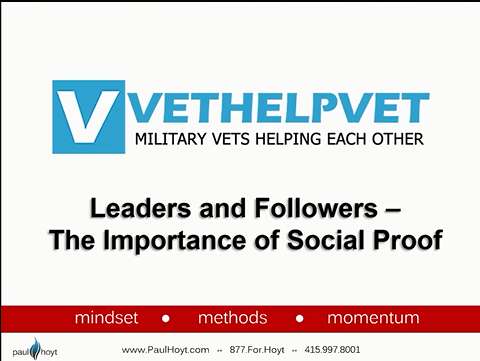 V VETHELPVET
MILITARY VETS HELPING EACH OTHER
Leaders and Followers –
The Importance of Social Proof
mindset • methods • momentum
paul hoyt www.PaulHoyt.com -- 877.For.Hoyt -- 415.997.8001